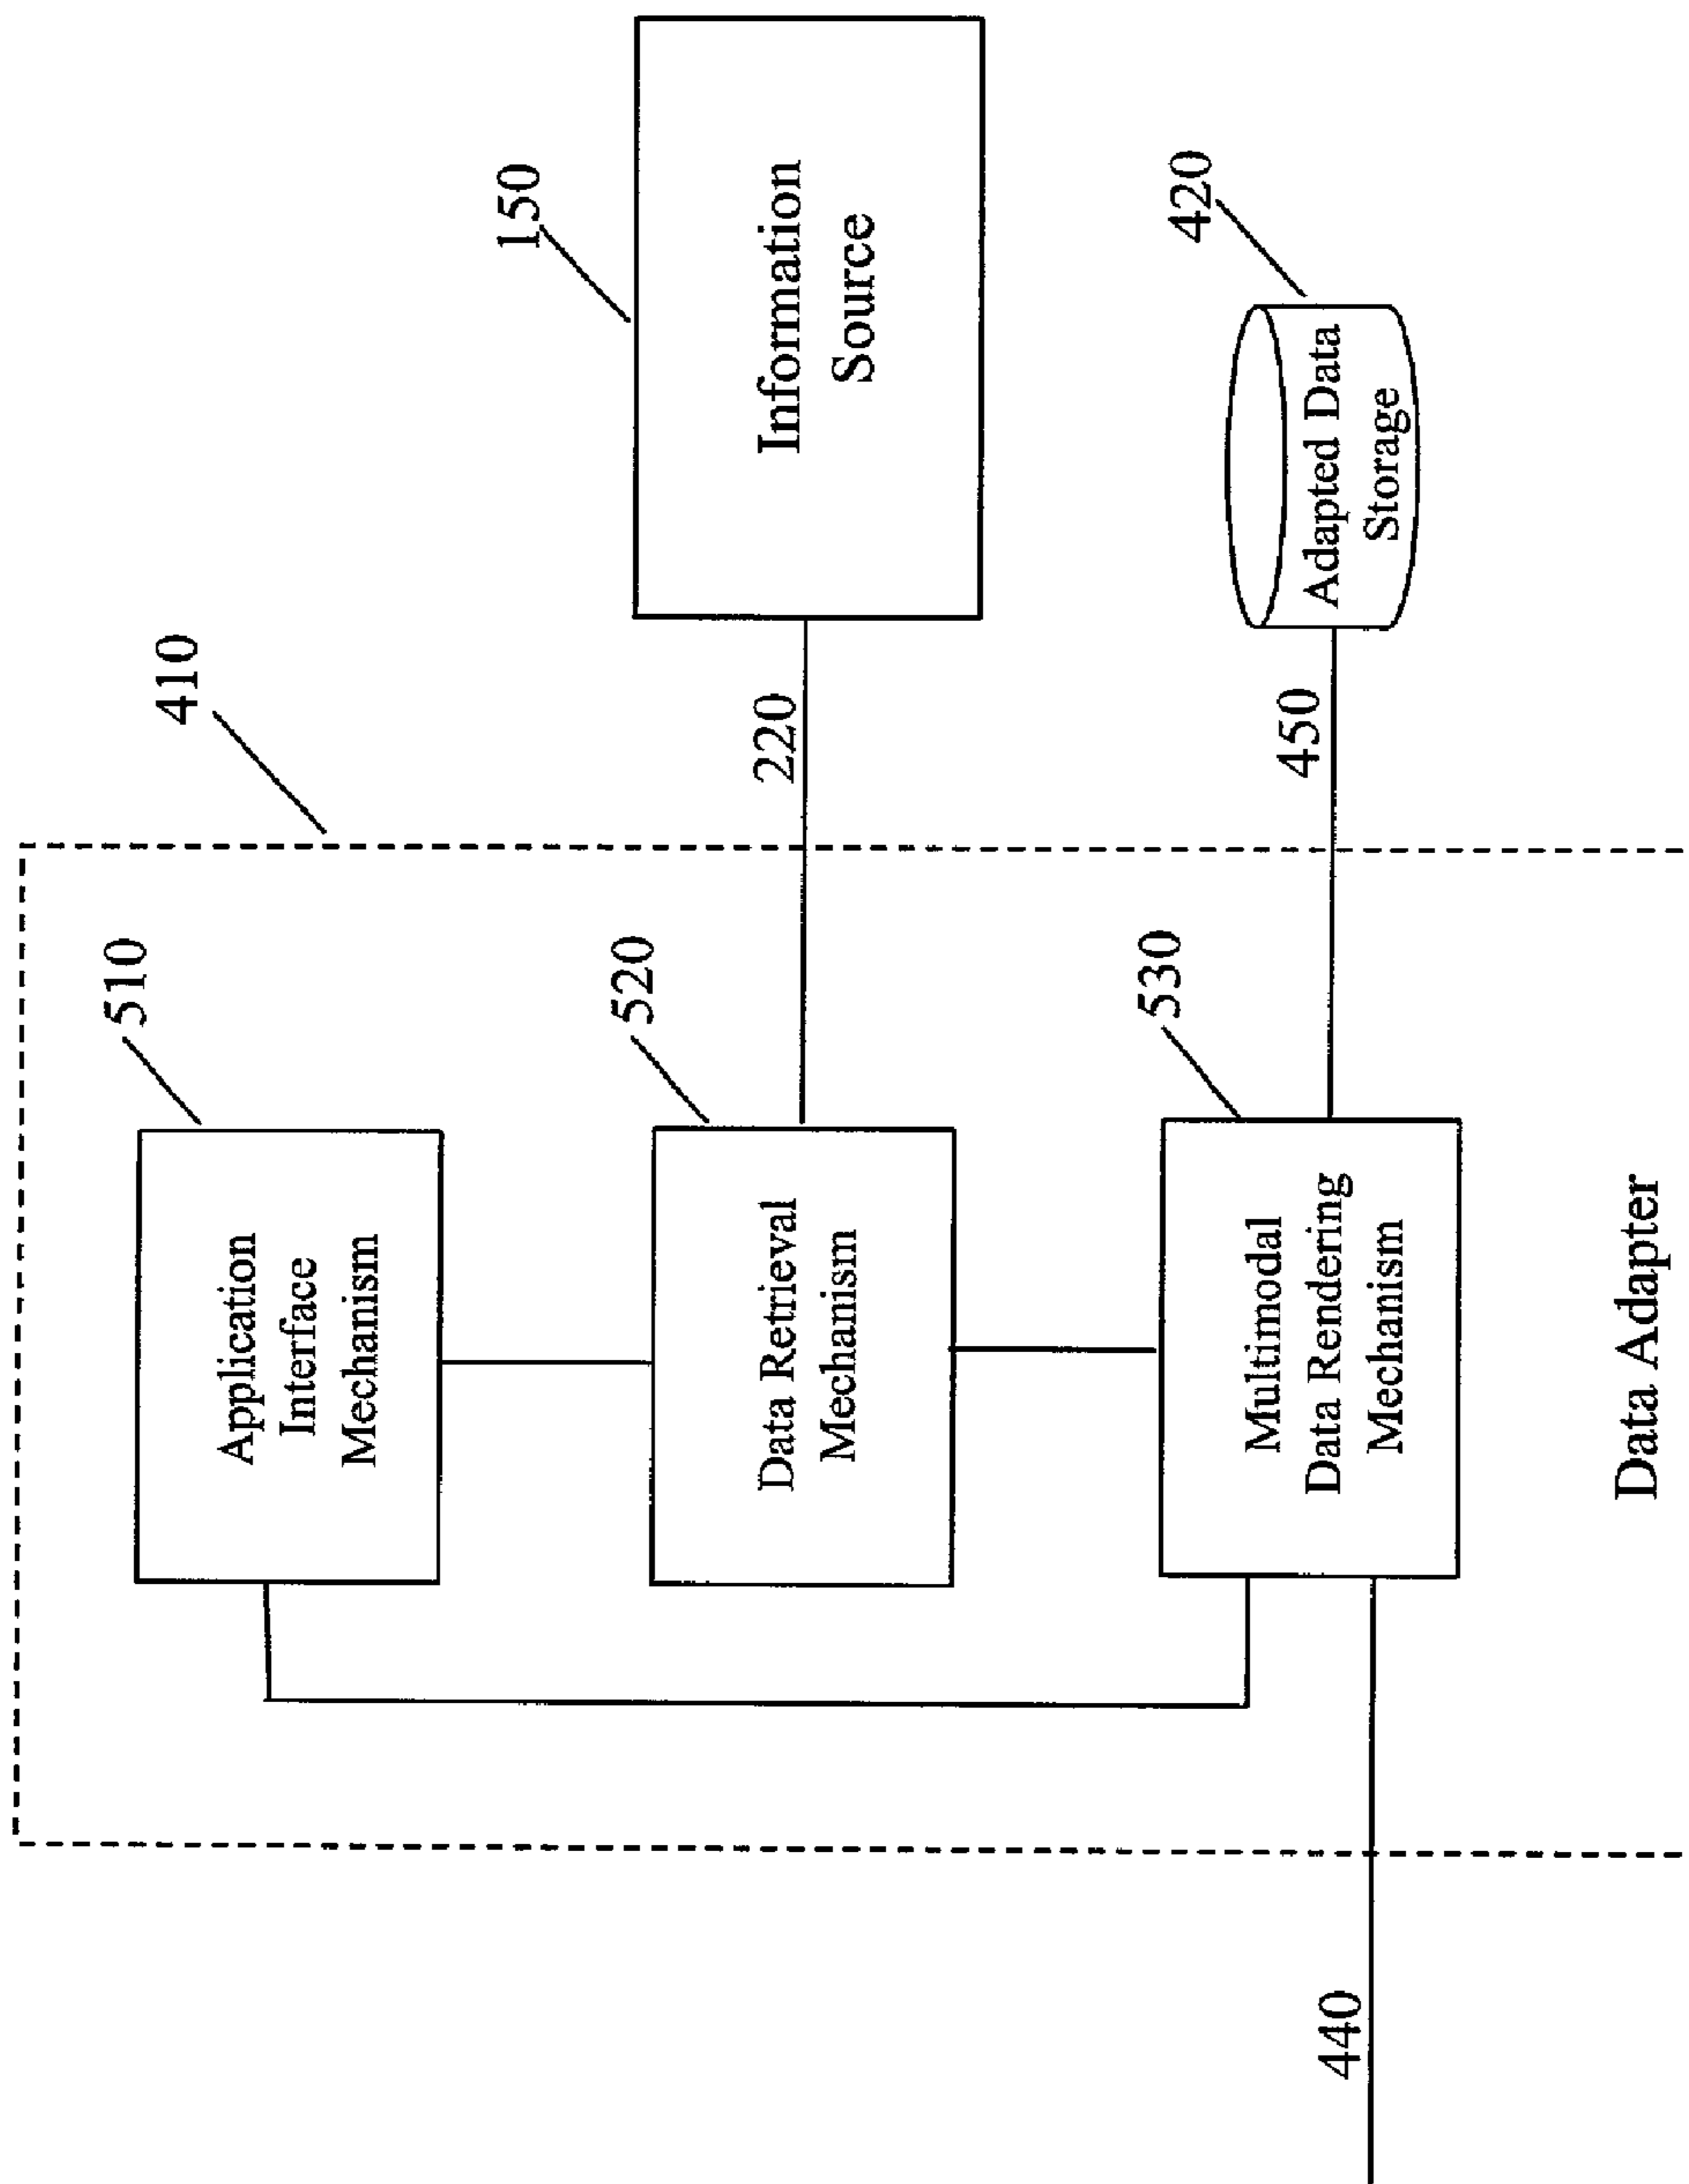 410
510
Application
Interface
Mechanism
150
Information
Source
520
Data Retrieval
Mechanism
220
530
Multimodal
Data Rendering
Mechanism
420
Adapted Data
Storage
450
440
Data Adapter